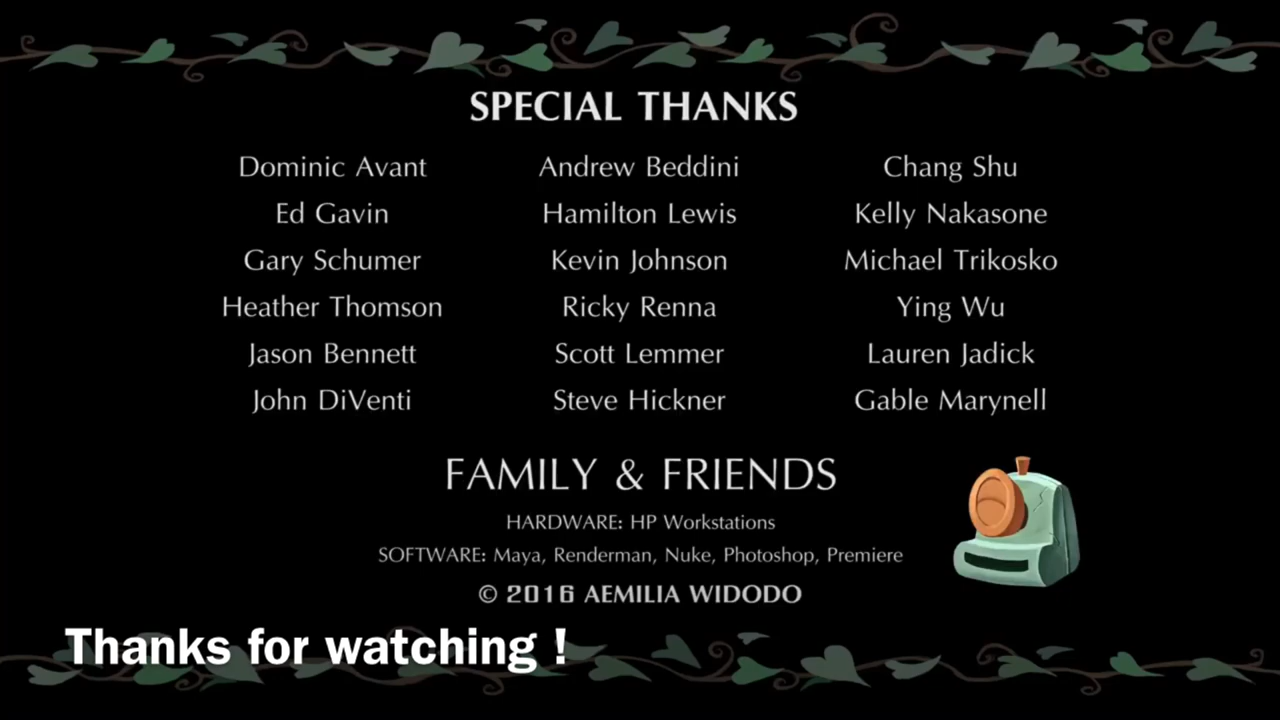 SPECIAL THANKS
Dominic Avant Andrew Beddini Chang Shu
Ed Gavin Hamilton Lewis Kelly Nakasone
Gary Schumer Kevin Johnson Michael Trikosko
Heather Thomson Ricky Renna Ying Wu
Jason Bennett Scott Lemmer Lauren Jadick
John DiVenti Steve Hickner Gable Marynell
FAMILY & FRIENDS
HARDWARE: HP Workstations
SOFTWARE: Maya, Renderman, Nuke, Photoshop, Premiere
© 2016 AEMILIA WIDODO
Thanks for watching !